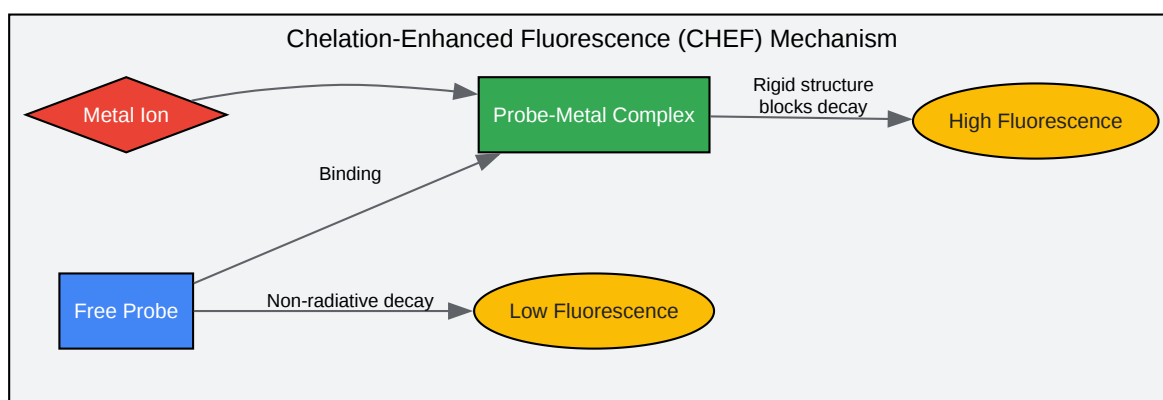 Chelation-Enhanced Fluorescence (CHEF) Mechanism
Metal Ion
Probe-Metal Complex
Rigid structure
blocks decay
High Fluorescence
Binding
Free Probe
Non-radiative decay
Low Fluorescence